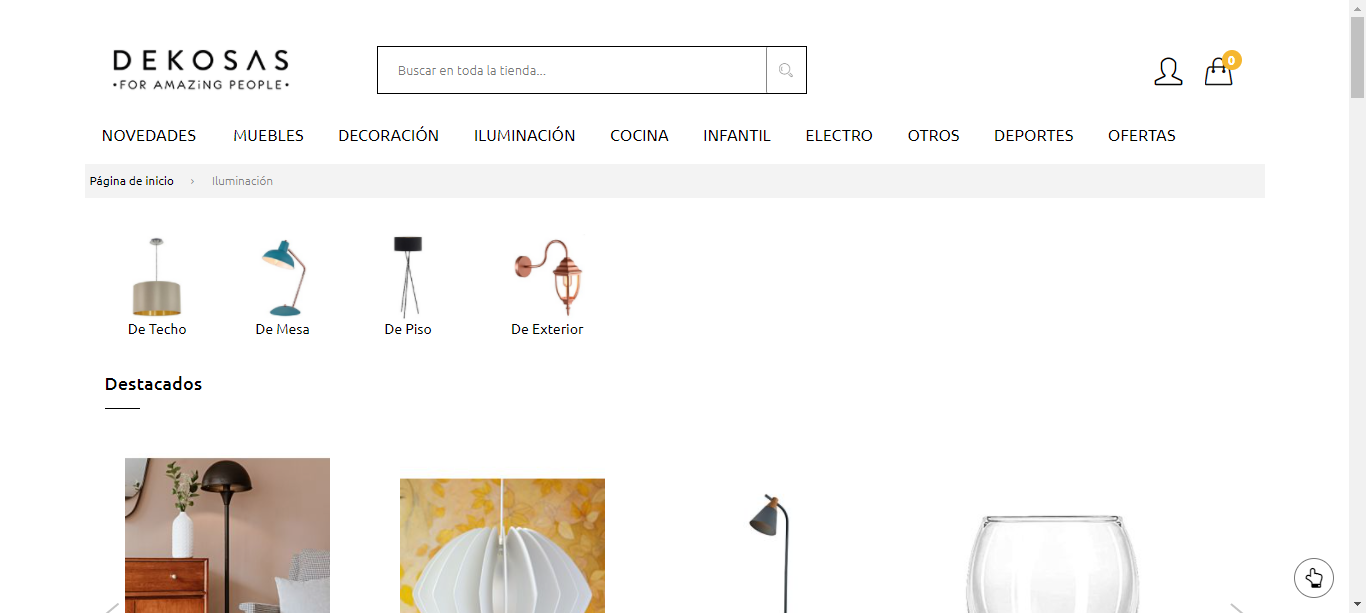 DEKOSAS
•FOR AMAZiNG PEOPLE•
Buscar en toda la tienda...
0
NOVEDADES MUEBLES DECORACIÓN ILUMINACIÓN COCINA INFANTIL ELECTRO OTROS DEPORTES OFERTAS
Página de inicio › Iluminación
De Techo De Mesa De Piso De Exterior
Destacados